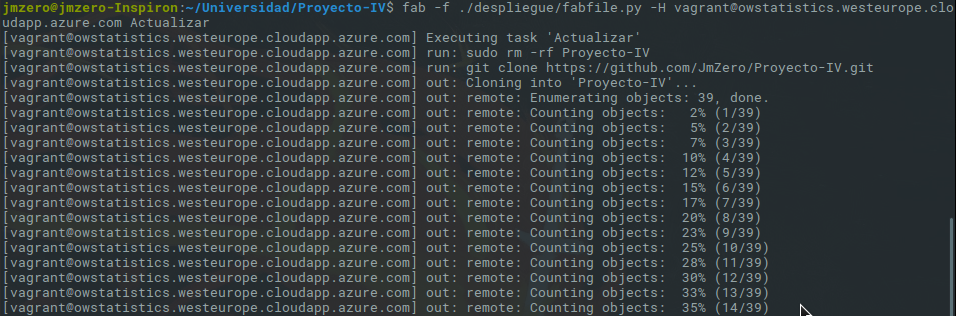 jmzero@jmzero-Inspiron:~/Universidad/Proyecto-IV$ fab -f ./despliegue/fabfile.py -H vagrant@owstatistics.westeurope.clo
udapp.azure.com Actualizar
[vagrant@owstatistics.westeurope.cloudapp.azure.com] Executing task 'Actualizar'
[vagrant@owstatistics.westeurope.cloudapp.azure.com] run: sudo rm -rf Proyecto-IV
[vagrant@owstatistics.westeurope.cloudapp.azure.com] run: git clone https://github.com/JmZero/Proyecto-IV.git
[vagrant@owstatistics.westeurope.cloudapp.azure.com] out: Cloning into 'Proyecto-IV'...
[vagrant@owstatistics.westeurope.cloudapp.azure.com] out: remote: Enumerating objects: 39, done.
[vagrant@owstatistics.westeurope.cloudapp.azure.com] out: remote: Counting objects:   2% (1/39)
[vagrant@owstatistics.westeurope.cloudapp.azure.com] out: remote: Counting objects:   5% (2/39)
[vagrant@owstatistics.westeurope.cloudapp.azure.com] out: remote: Counting objects:   7% (3/39)
[vagrant@owstatistics.westeurope.cloudapp.azure.com] out: remote: Counting objects:  10% (4/39)
[vagrant@owstatistics.westeurope.cloudapp.azure.com] out: remote: Counting objects:  12% (5/39)
[vagrant@owstatistics.westeurope.cloudapp.azure.com] out: remote: Counting objects:  15% (6/39)
[vagrant@owstatistics.westeurope.cloudapp.azure.com] out: remote: Counting objects:  17% (7/39)
[vagrant@owstatistics.westeurope.cloudapp.azure.com] out: remote: Counting objects:  20% (8/39)
[vagrant@owstatistics.westeurope.cloudapp.azure.com] out: remote: Counting objects:  23% (9/39)
[vagrant@owstatistics.westeurope.cloudapp.azure.com] out: remote: Counting objects:  25% (10/39)
[vagrant@owstatistics.westeurope.cloudapp.azure.com] out: remote: Counting objects:  28% (11/39)
[vagrant@owstatistics.westeurope.cloudapp.azure.com] out: remote: Counting objects:  30% (12/39)
[vagrant@owstatistics.westeurope.cloudapp.azure.com] out: remote: Counting objects:  33% (13/39)
[vagrant@owstatistics.westeurope.cloudapp.azure.com] out: remote: Counting objects:  35% (14/39)